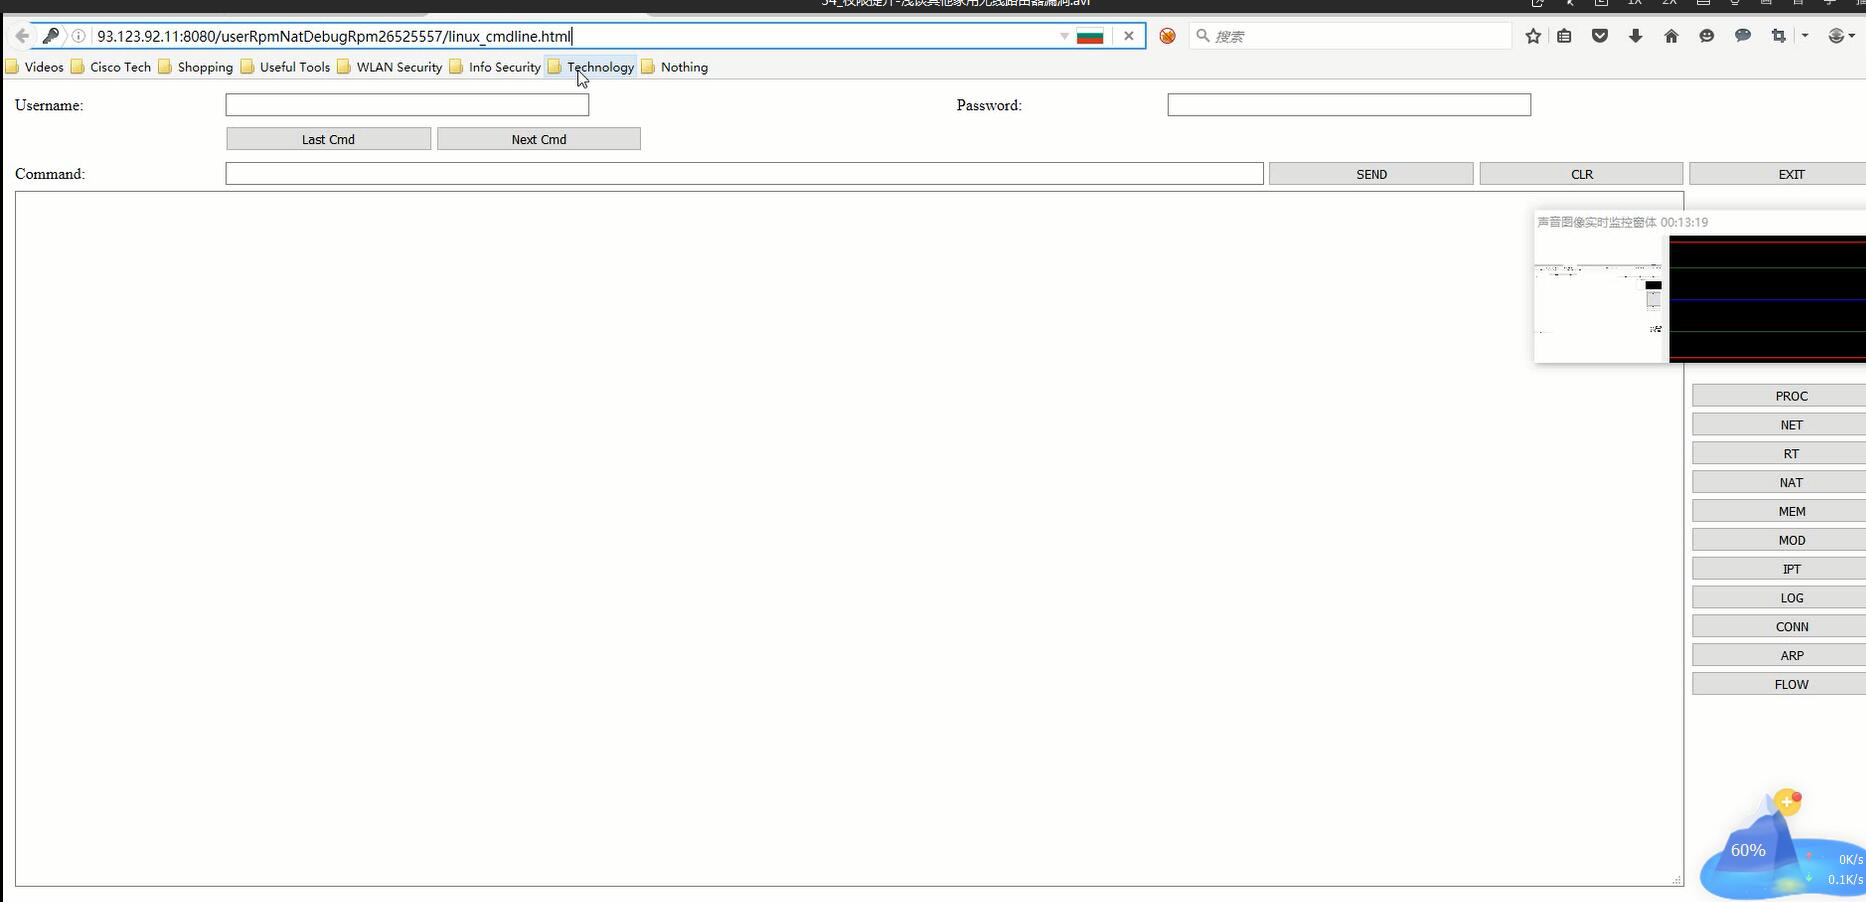 93.123.92.11:8080/userRpmNatDebugRpm26525557/linux_cmdline.html 搜索
Videos Cisco Tech Shopping Useful Tools WLAN Security Info Security Technology Nothing
Username: Password:
Last Cmd Next Cmd
Command: SEND CLR EXIT
声音图像实时监控窗体 00:13:19
PROC
NET
RT
NAT
MEM
MOD
IPT
LOG
CONN
ARP
FLOW
60%
0K/s
0.1K/s